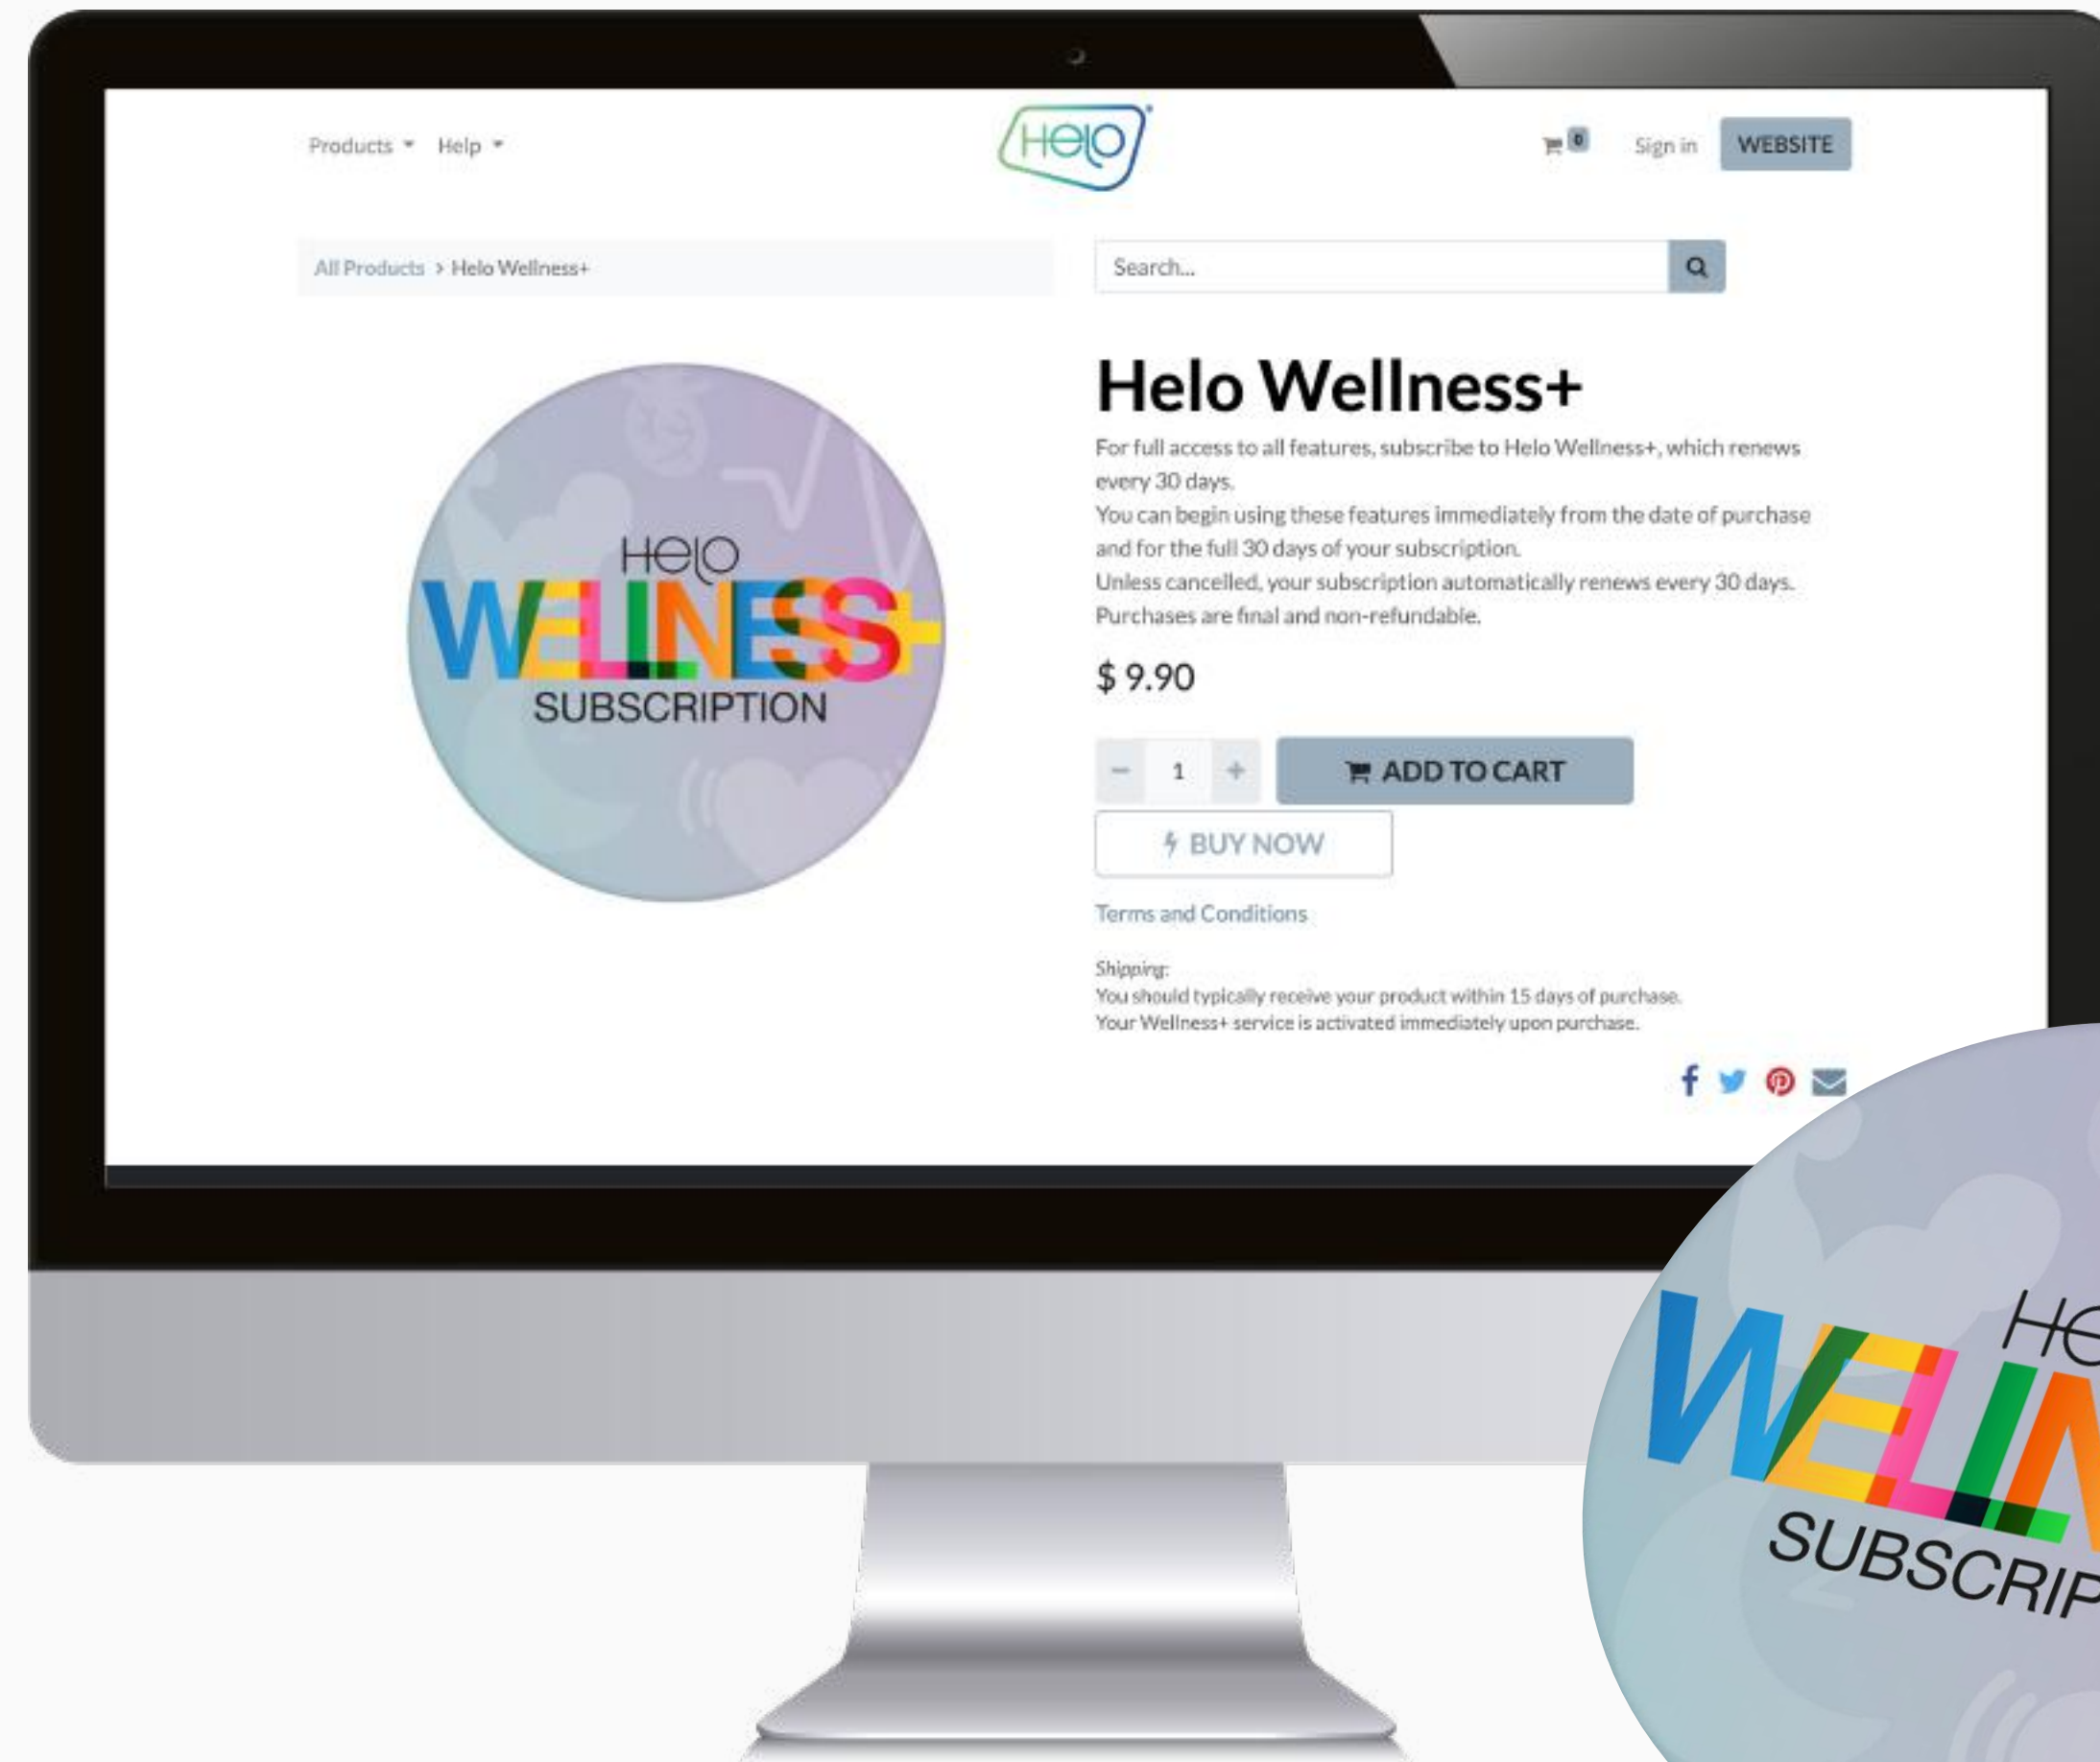 Products Help
Helo
0
Sign in
WEBSITE
All Products > Helo Wellness+
Search...
Helo
WELLNESS+
SUBSCRIPTION
Helo Wellness+
For full access to all features, subscribe to Helo Wellness+, which renews
every 30 days.
You can begin using these features immediately from the date of purchase
and for the full 30 days of your subscription.
Unless cancelled, your subscription automatically renews every 30 days.
Purchases are final and non-refundable.
$ 9.90
- 1 +
ADD TO CART
BUY NOW
Terms and Conditions
Shipping:
You should typically receive your product within 15 days of purchase.
Your Wellness+ service is activated immediately upon purchase.
He
WELLN
SUBSCRIP